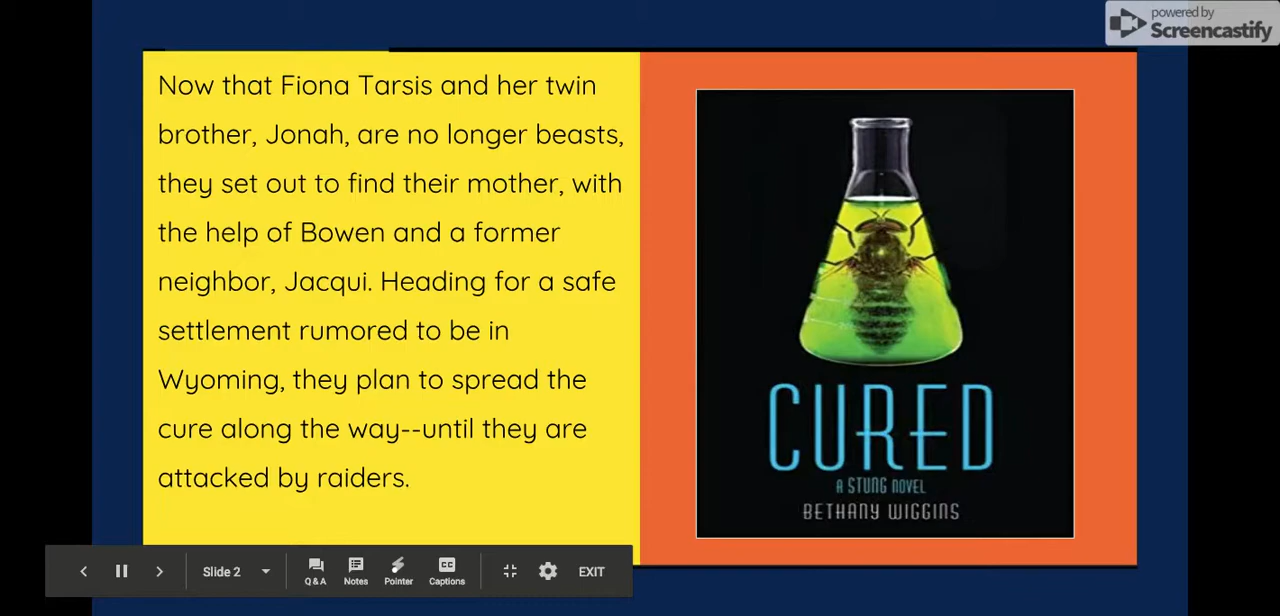 powered by
Screencastify
Now that Fiona Tarsis and her twin
brother, Jonah, are no longer beasts,
they set out to find their mother, with
the help of Bowen and a former
neighbor, Jacqui. Heading for a safe
settlement rumored to be in
Wyoming, they plan to spread the
cure along the way--until they are
attacked by raiders.
CURED
A STUNG NOVEL
BETHANY WIGGINS
Slide 2
Q & A
Notes
Pointer
CC
Captions
EXIT